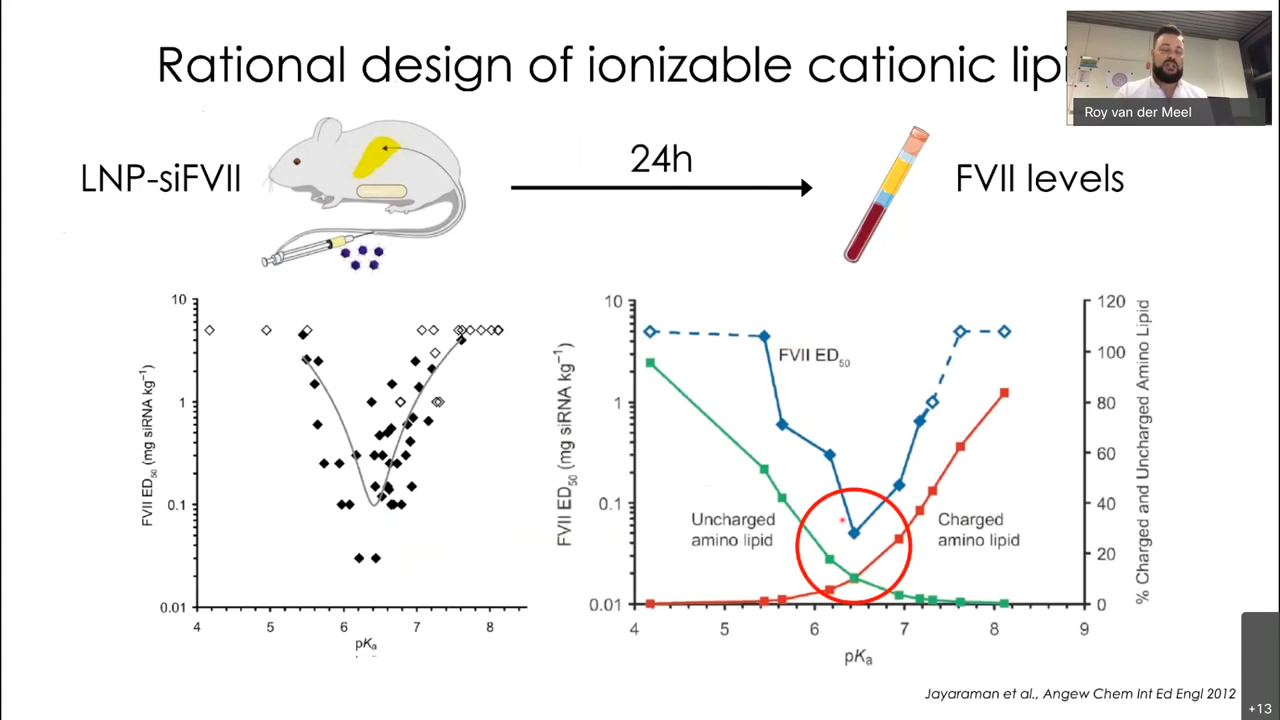 Rational design of ionizable cationic lip
Roy van der Meel
LNP-siFVII
24h
FVII levels
10
1
0.1
0.01
FVII ED50 (mg siRNA kg−1)
4
5
6
7
8
pKa
10
1
0.1
0.01
FVII ED50 (mg siRNA kg−1)
FVII ED50
Uncharged
amino lipid
Charged
amino lipid
120
100
80
60
40
20
0
% Charged and Uncharged Amino Lipid
4
5
6
7
8
9
pKa
Jayaraman et al., Angew Chem Int Ed Engl 2012
+13